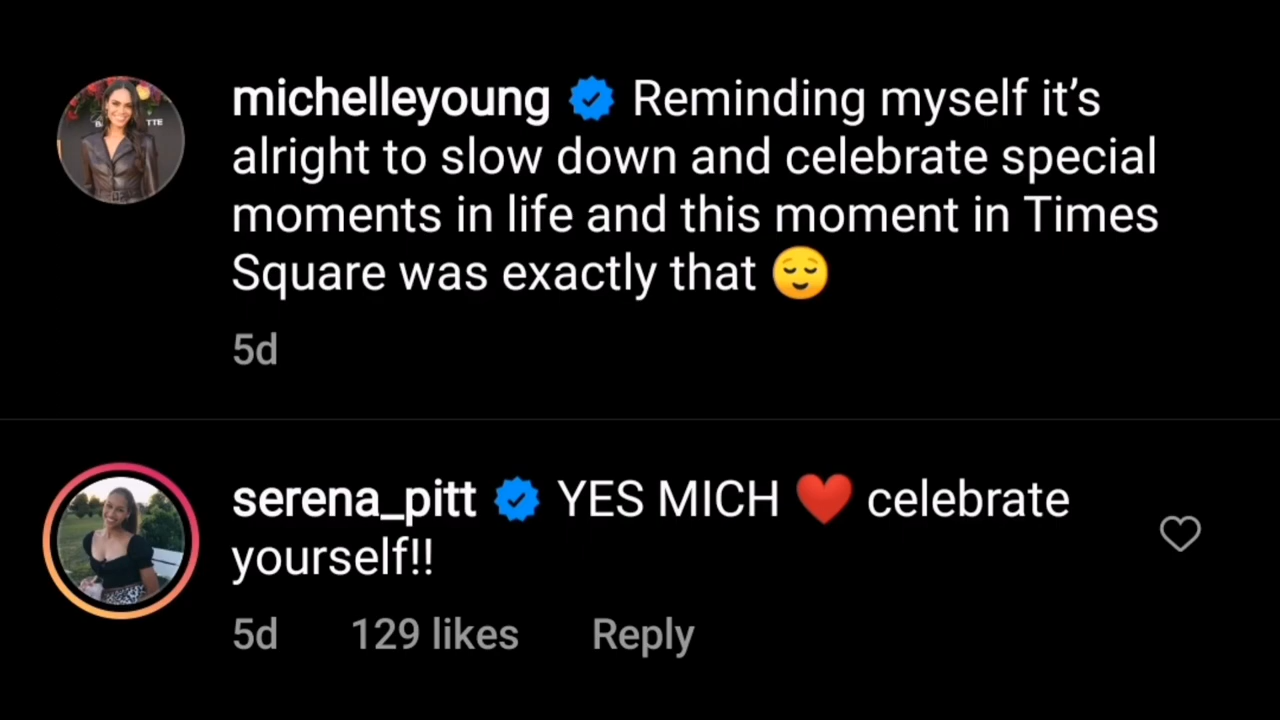 michelleyoung Reminding myself it’s
alright to slow down and celebrate special
moments in life and this moment in Times
Square was exactly that 😌
5d
serena_pitt YES MICH ❤️ celebrate
yourself!!
5d 129 likes Reply